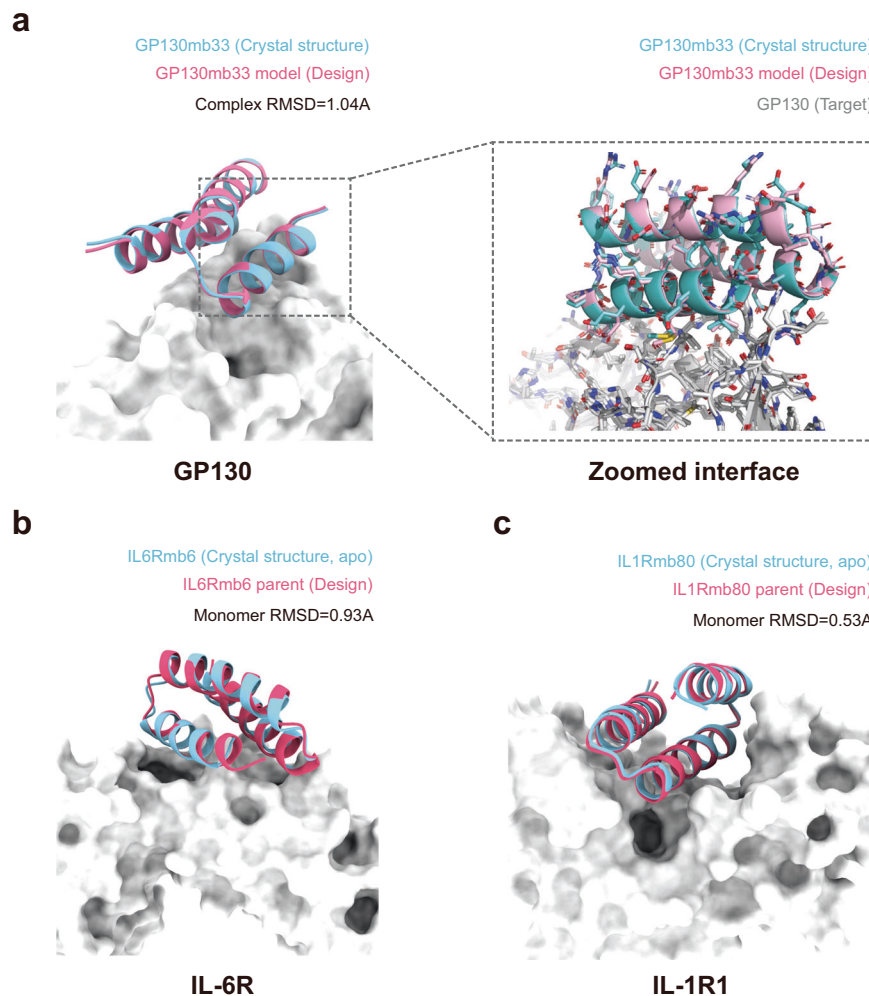 a
GP130mb33 (Crystal structure)
GP130mb33 model (Design)
Complex RMSD=1.04A
GP130mb33 (Crystal structure)
GP130mb33 model (Design)
GP130 (Target)
GP130
Zoomed interface
b
IL6Rmb6 (Crystal structure, apo)
IL6Rmb6 parent (Design)
Monomer RMSD=0.93A
IL-6R
c
IL1Rmb80 (Crystal structure, apo)
IL1Rmb80 parent (Design)
Monomer RMSD=0.53A
IL-1R1